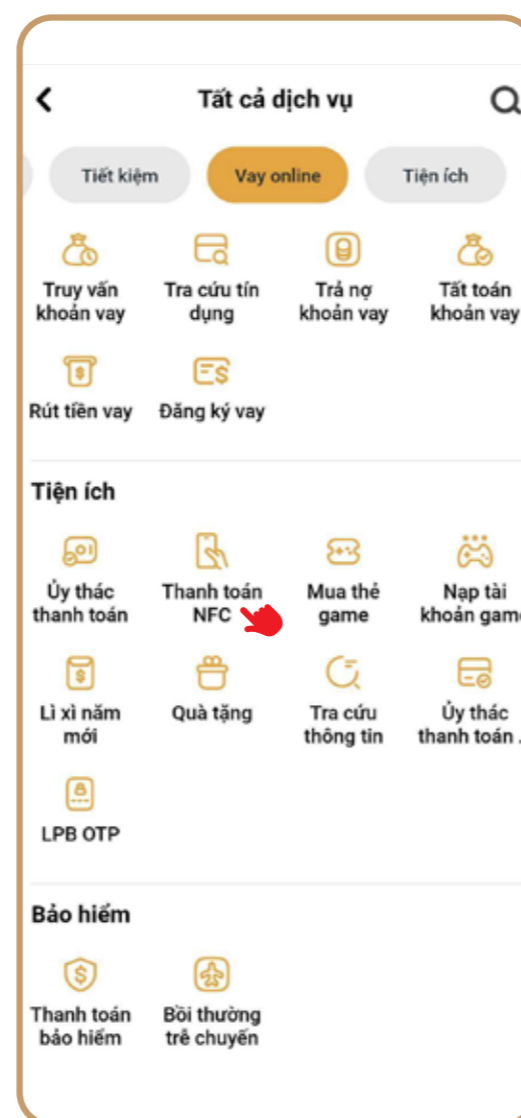 Tất cả dịch vụ
Tiết kiệm Vay online Tiện ích
Truy vấn Tra cứu tín Trả nợ Tất toán
khoản vay dụng khoản vay khoản vay
Rút tiền vay Đăng ký vay
Tiện ích
Ủy thác Thanh toán Mua thẻ Nạp tài
thanh toán NFC game khoản game
Lì xì năm Quà tặng Tra cứu Ủy thác
mới thông tin thanh toán .
LPB OTP
Bảo hiểm
Thanh toán Bồi thường
bảo hiểm trễ chuyến